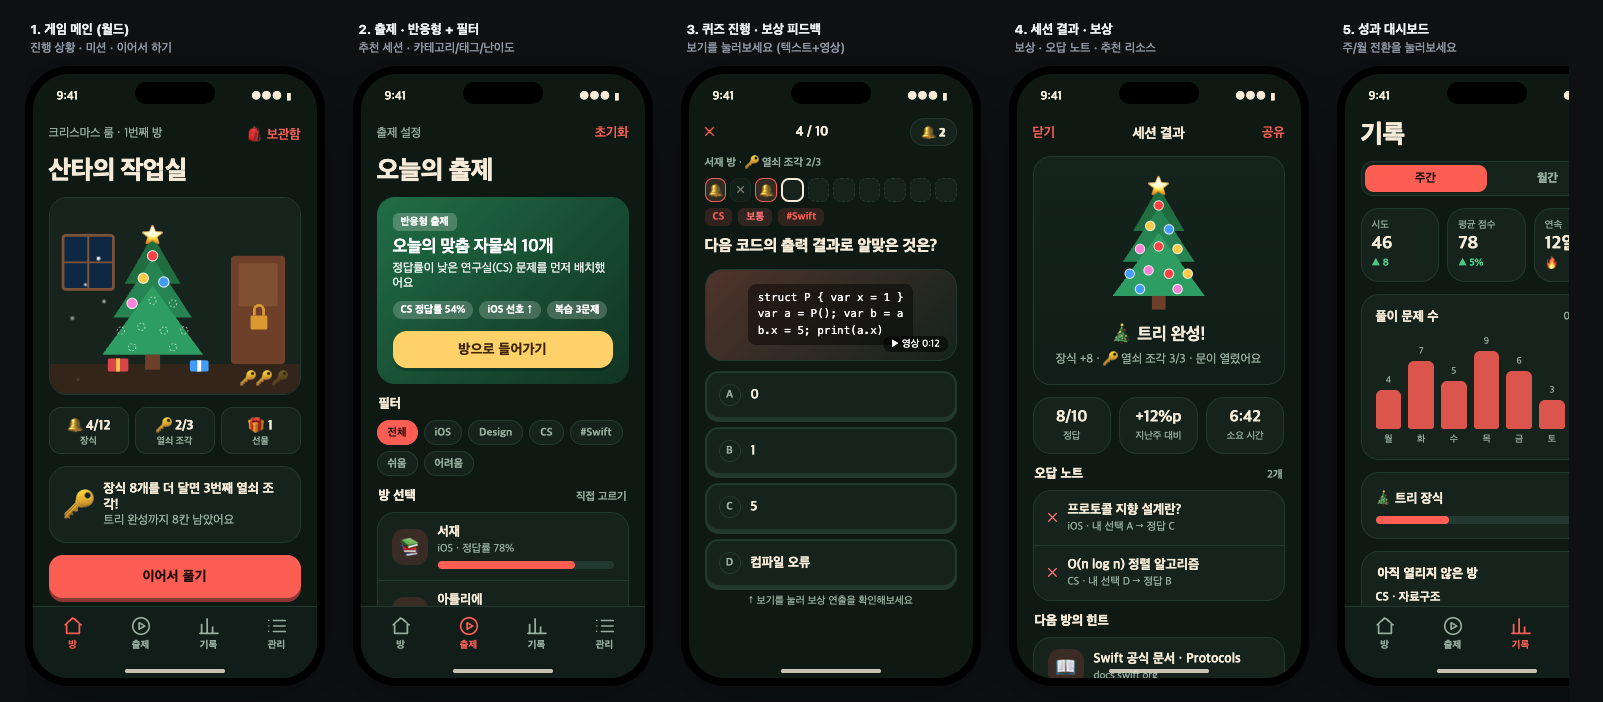 1. 게임 메인 (월드)
진행 상황 · 미션 · 이어서 하기
9:41
크리스마스 룸 · 1번째 방
보관함
산타의 작업실
4/12
장식
2/3
열쇠 조각
1
선물
장식 8개를 더 달면 3번째 열쇠 조
각!
트리 완성까지 8칸 남았어요
이어서 풀기
방
출제
기록
관리
2. 출제 · 반응형 + 필터
추천 세션 · 카테고리/태그/난이도
9:41
출제 설정
초기화
오늘의 출제
반응형 출제
오늘의 맞춤 자물쇠 10개
정답률이 낮은 연구실(CS) 문제를 먼저 배치했
어요
CS 정답률 54%
iOS 선호 ↑
복습 3문제
방으로 들어가기
필터
전체
iOS
Design
CS
#Swift
쉬움
어려움
방 선택
직접 고르기
서재
iOS · 정답률 78%
아틀리에
방
출제
기록
관리
3. 퀴즈 진행 · 보상 피드백
보기를 눌러보세요 (텍스트+영상)
9:41
×
4 / 10
2
서재 방 · 🔑 열쇠 조각 2/3
×
CS
보통
#Swift
다음 코드의 출력 결과로 알맞은 것은?
struct P { var x = 1 }
var a = P(); var b = a
b.x = 5; print(a.x)
▶ 영상 0:12
A 0
B 1
C 5
D 컴파일 오류
↑ 보기를 눌러 보상 연출을 확인해보세요
4. 세션 결과 · 보상
보상 · 오답 노트 · 추천 리소스
9:41
닫기
세션 결과
공유
🎄 트리 완성!
장식 +8 · 🔑 열쇠 조각 3/3 · 문이 열렸어요
8/10
정답
+12%p
지난주 대비
6:42
소요 시간
오답 노트
2개
× 프로토콜 지향 설계란?
iOS · 내 선택 A → 정답 C
× O(n log n) 정렬 알고리즘
CS · 내 선택 D → 정답 B
다음 방의 힌트
Swift 공식 문서 · Protocols
docs.swift.org
5. 성과 대시보드
주/월 전환을 눌러보세요
9:41
기록
주간
월간
시도
46
▲ 8
평균 점수
78
▲ 5%
연속
12일
풀이 문제 수
4
7
5
9
6
3
월
화
수
목
금
토
🎄 트리 장식
아직 열리지 않은 방
CS · 자료구조
방
출제
기록